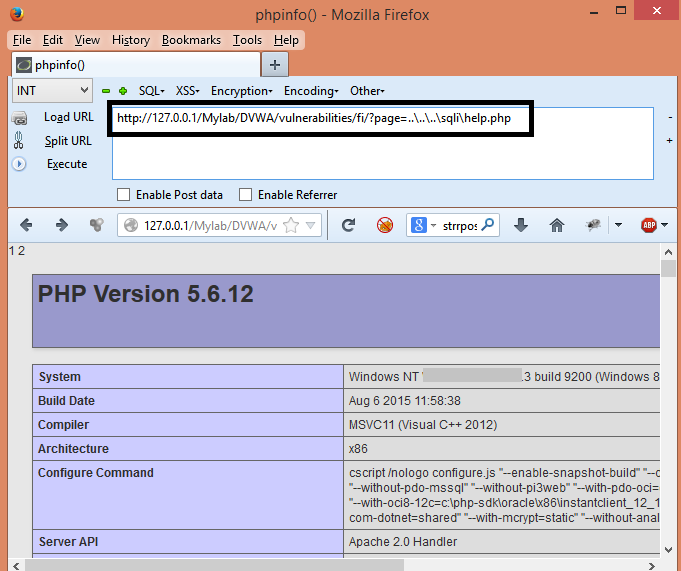 phpinfo() - Mozilla Firefox
File Edit View History Bookmarks Tools Help
phpinfo()
INT SQL XSS Encryption Encoding Other
Load URL http://127.0.0.1/Mylab/DVWA/vulnerabilities/fi/?page=..\..\..\sqli\help.php
Split URL
Execute
Enable Post data Enable Referrer
127.0.0.1/Mylab/DVWA/v 8 strrpos ABP
1 2
PHP Version 5.6.12
System Windows NT .3 build 9200 (Windows 8
Build Date Aug 6 2015 11:58:38
Compiler MSVC11 (Visual C++ 2012)
Architecture x86
Configure Command cscript /nologo configure.js "--enable-snapshot-build"
"--without-pdo-mssql" "--without-pi3web" "--with-pdo-oci=
"--with-oci8-12c=c:\php-sdk\oracle\x86\instantclient_12_1
com-dotnet=shared" "--with-mcrypt=static" "--without-anal
Server API Apache 2.0 Handler